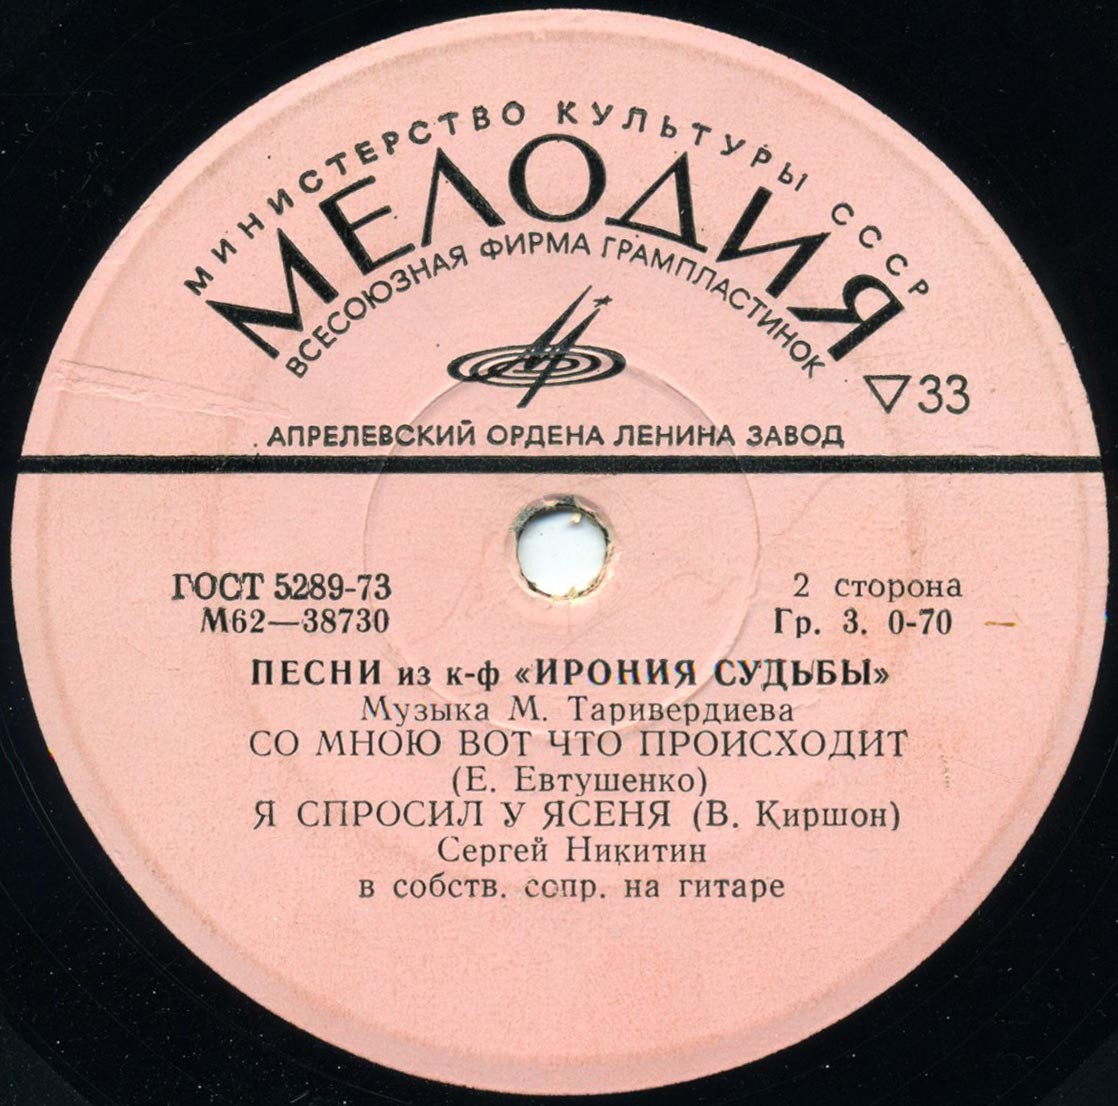 МИНИСТЕРСТВО КУЛЬТУРЫ СССР
МЕЛОДИЯ
ВСЕСОЮЗНАЯ ФИРМА ГРАМПЛАСТИНОК
▽33
АПРЕЛЕВСКИЙ ОРДЕНА ЛЕНИНА ЗАВОД
ГОСТ 5289-73
М62—38730
2 сторона
Гр. 3. 0-70
ПЕСНИ из к-ф «ИРОНИЯ СУДЬБЫ»
Музыка М. Таривердиева
СО МНОЮ ВОТ ЧТО ПРОИСХОДИТ
(Е. Евтушенко)
Я СПРОСИЛ У ЯСЕНЯ (В. Киршон)
Сергей Никитин
в собств. сопр. на гитаре